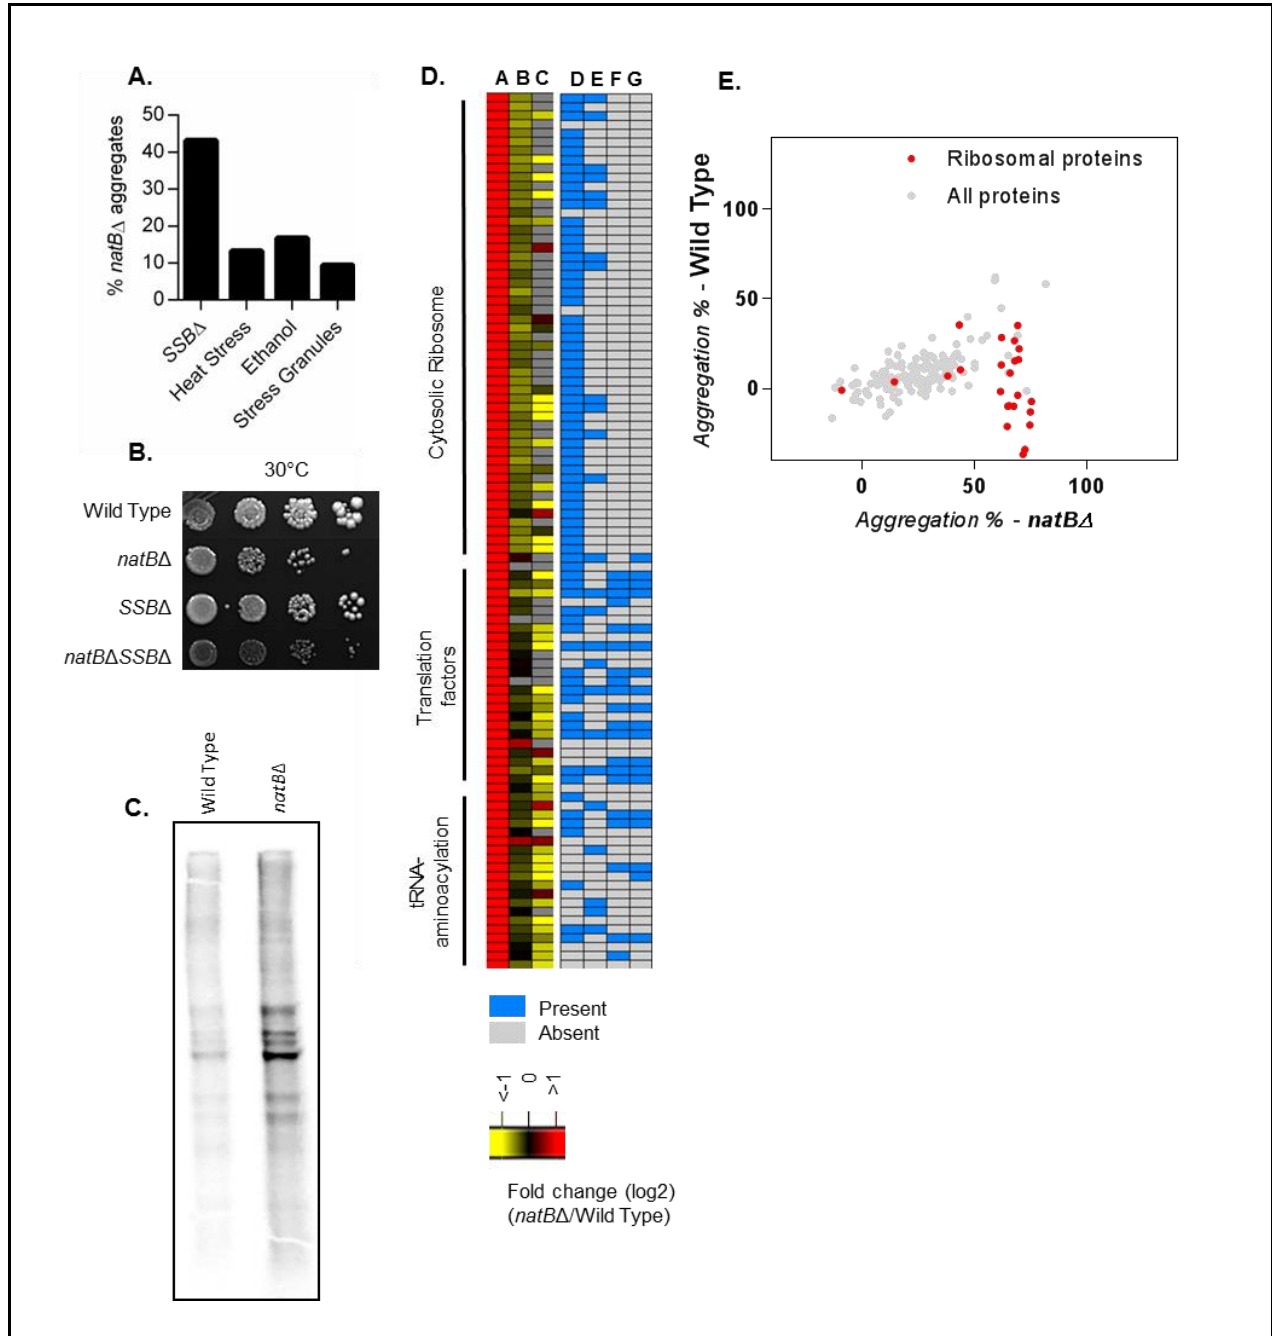 A.
% natBΔ aggregates
50
40
30
20
10
0
SSBΔ
Heat Stress
Ethanol
Stress Granules
B.
30°C
Wild Type
natBΔ
SSBΔ
natBΔSSBΔ
C.
Wild Type
natBΔ
D.
A B C D E F G
Cytosolic Ribosome
Translation
factors
tRNA-
aminoacylation
Present
Absent
<-1
0
>1
Fold change (log2)
(natBΔ/Wild Type)
E.
Aggregation % - Wild Type
Ribosomal proteins
All proteins
100
50
0
0 50 100
Aggregation % - natBΔ